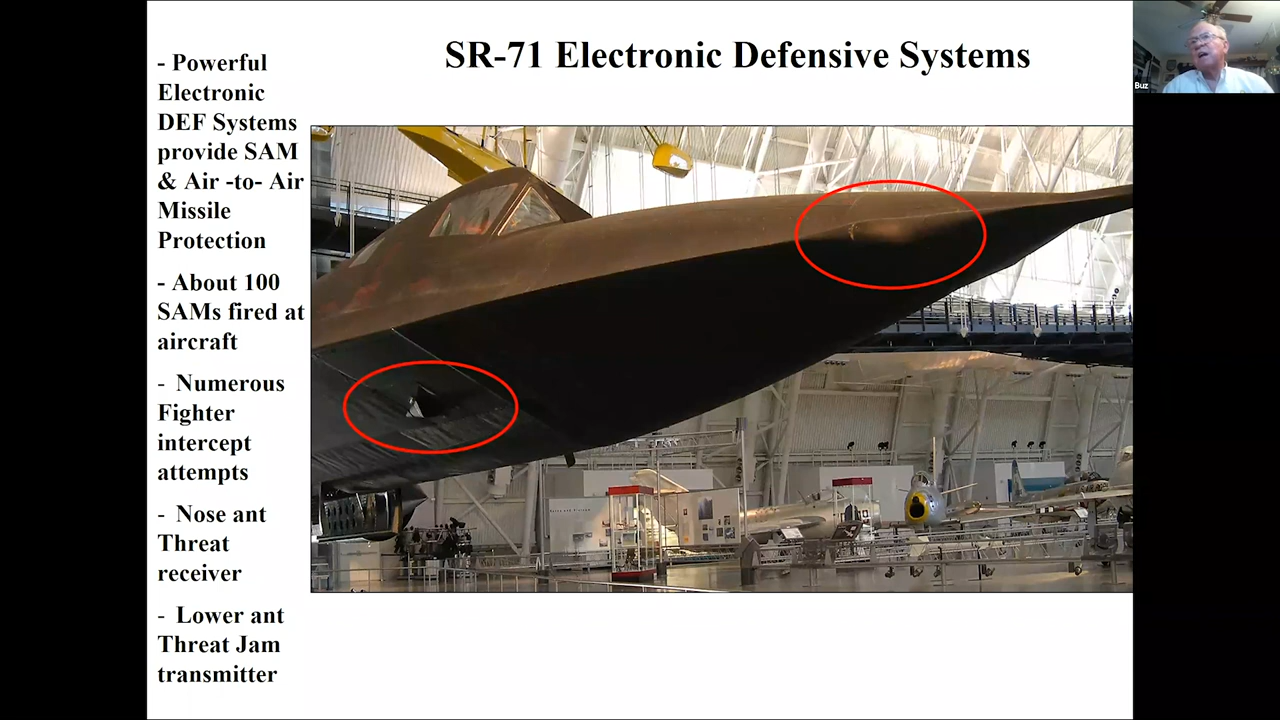 SR-71 Electronic Defensive Systems
- Powerful
Electronic
DEF Systems
provide SAM
& Air -to- Air
Missile
Protection
- About 100
SAMs fired at
aircraft
- Numerous
Fighter
intercept
attempts
- Nose ant
Threat
receiver
- Lower ant
Threat Jam
transmitter
Buz